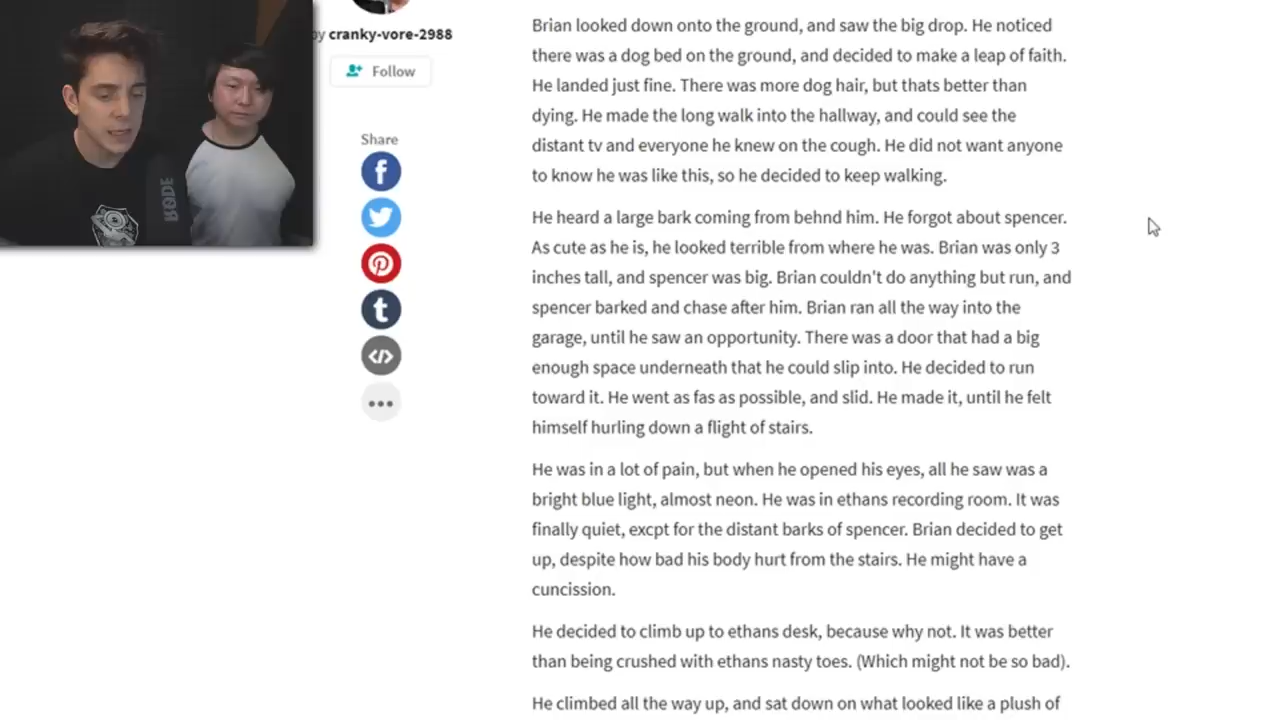 by cranky-vore-2988
Follow
Share
RØDE
Brian looked down onto the ground, and saw the big drop. He noticed
there was a dog bed on the ground, and decided to make a leap of faith.
He landed just fine. There was more dog hair, but thats better than
dying. He made the long walk into the hallway, and could see the
distant tv and everyone he knew on the cough. He did not want anyone
to know he was like this, so he decided to keep walking.
He heard a large bark coming from behnd him. He forgot about spencer.
As cute as he is, he looked terrible from where he was. Brian was only 3
inches tall, and spencer was big. Brian couldn't do anything but run, and
spencer barked and chase after him. Brian ran all the way into the
garage, until he saw an opportunity. There was a door that had a big
enough space underneath that he could slip into. He decided to run
toward it. He went as fas as possible, and slid. He made it, until he felt
himself hurling down a flight of stairs.
He was in a lot of pain, but when he opened his eyes, all he saw was a
bright blue light, almost neon. He was in ethans recording room. It was
finally quiet, excpt for the distant barks of spencer. Brian decided to get
up, despite how bad his body hurt from the stairs. He might have a
cuncission.
He decided to climb up to ethans desk, because why not. It was better
than being crushed with ethans nasty toes. (Which might not be so bad).
He climbed all the way up, and sat down on what looked like a plush of